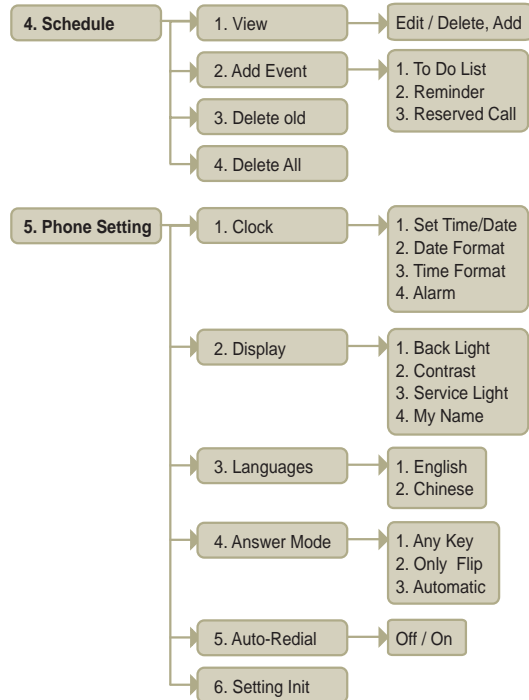 4. Schedule
1. View
Edit / Delete, Add
2. Add Event
1. To Do List
2. Reminder
3. Reserved Call
3. Delete old
4. Delete All
5. Phone Setting
1. Clock
1. Set Time/Date
2. Date Format
3. Time Format
4. Alarm
2. Display
1. Back Light
2. Contrast
3. Service Light
4. My Name
3. Languages
1. English
2. Chinese
4. Answer Mode
1. Any Key
2. Only  Flip
3. Automatic
5. Auto-Redial
Off / On
6. Setting Init